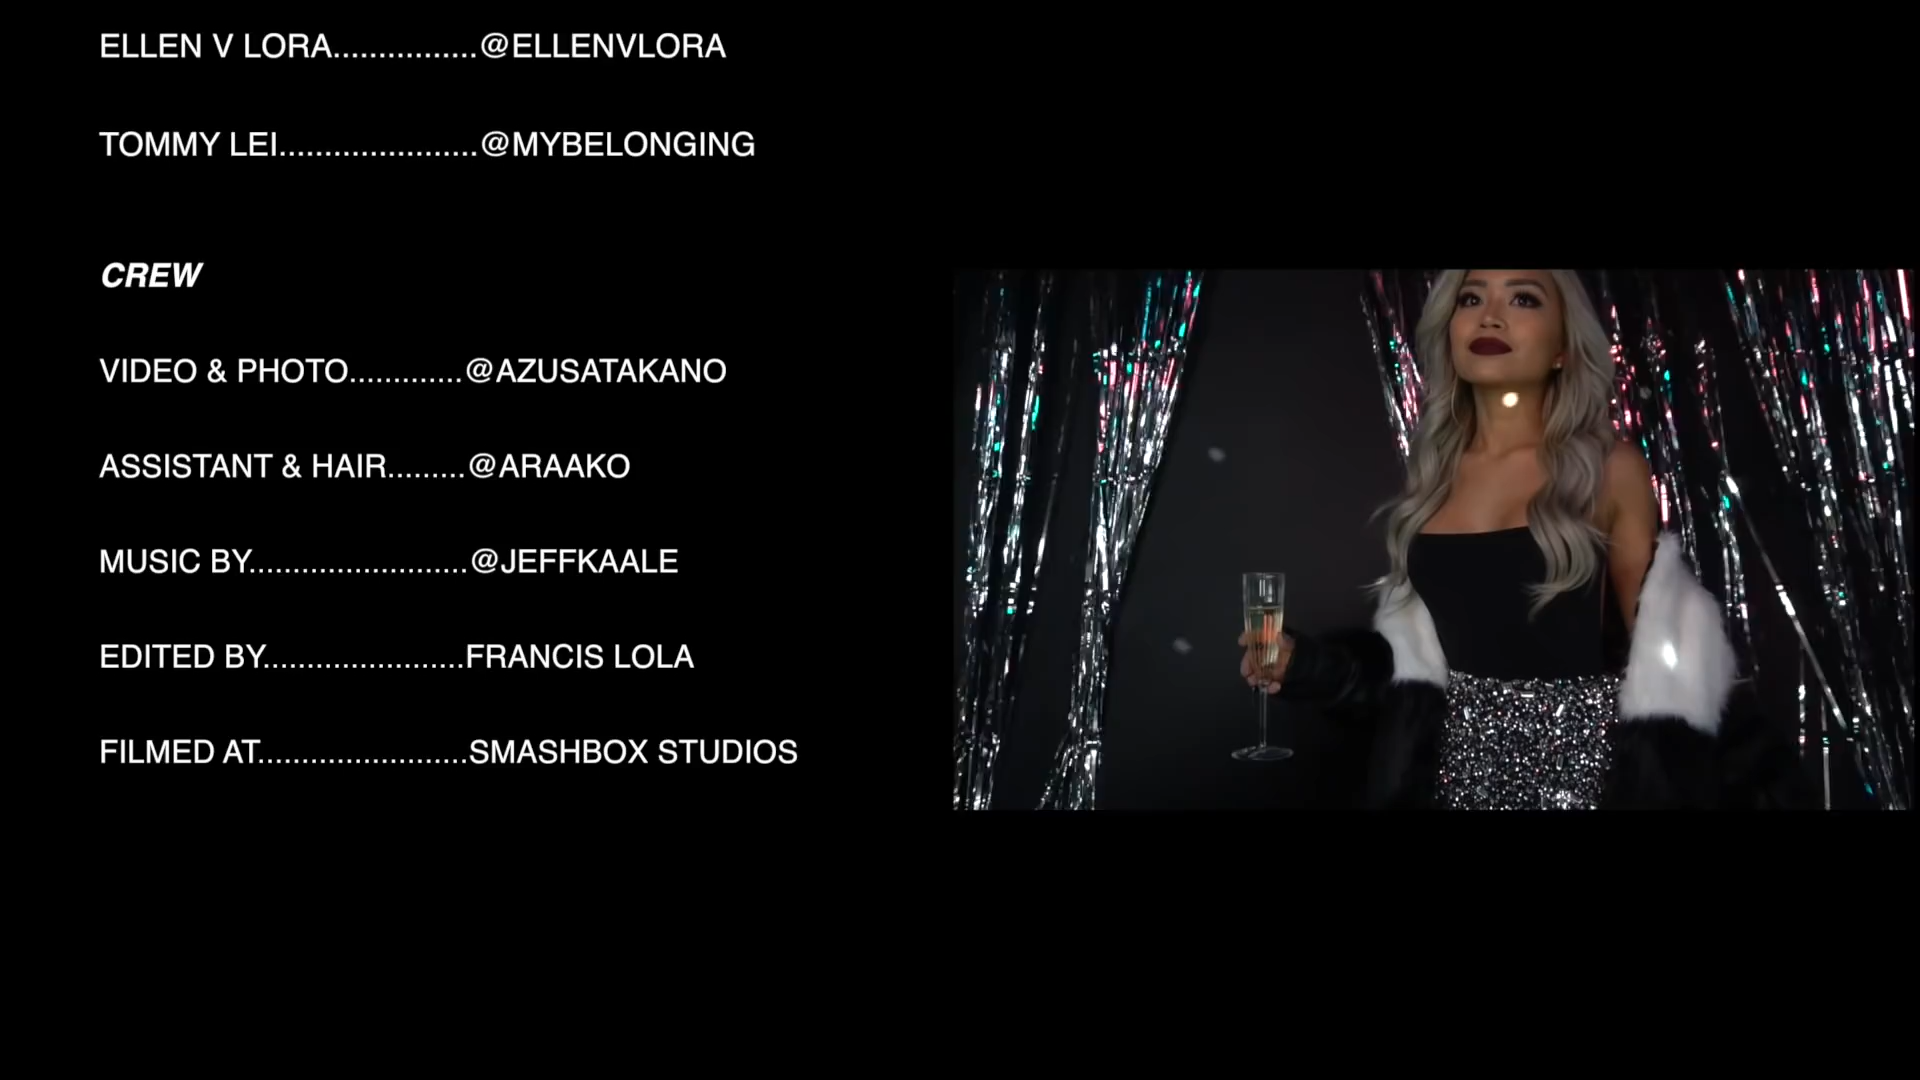 ELLEN V LORA................@ELLENVLORA
TOMMY LEI......................@MYBELONGING
CREW
VIDEO & PHOTO.............@AZUSATAKANO
ASSISTANT & HAIR.........@ARAAKO
MUSIC BY........................@JEFFKAALE
EDITED BY......................FRANCIS LOLA
FILMED AT.......................SMASHBOX STUDIOS